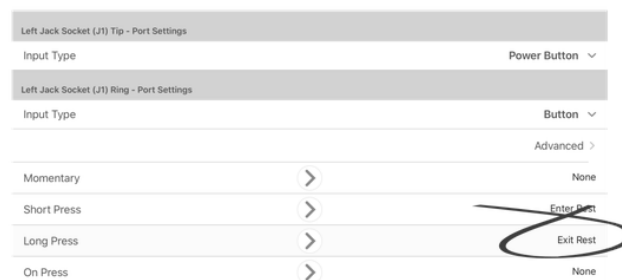 Left Jack Socket (J1) Tip - Port Settings
Input Type Power Button
Left Jack Socket (J1) Ring - Port Settings
Input Type Button
Advanced
Momentary None
Short Press Enter Rest
Long Press Exit Rest
On Press None